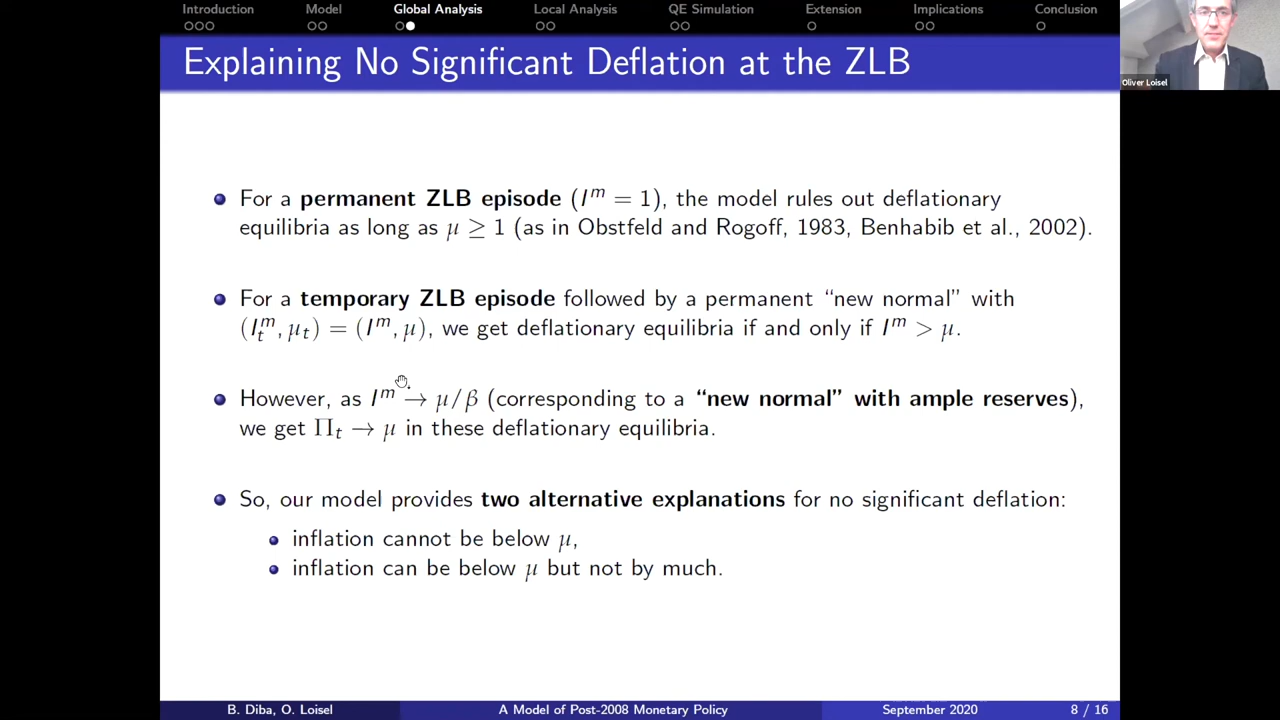 Introduction Model Global Analysis Local Analysis QE Simulation Extension Implications Conclusion
Explaining No Significant Deflation at the ZLB
Oliver Loisel
For a permanent ZLB episode (I^m = 1), the model rules out deflationary
equilibria as long as μ ≥ 1 (as in Obstfeld and Rogoff, 1983, Benhabib et al., 2002).
For a temporary ZLB episode followed by a permanent “new normal” with
(I_t^m, μ_t) = (I^m, μ), we get deflationary equilibria if and only if I^m > μ.
However, as I^m → μ/β (corresponding to a “new normal” with ample reserves),
we get Π_t → μ in these deflationary equilibria.
So, our model provides two alternative explanations for no significant deflation:
inflation cannot be below μ,
inflation can be below μ but not by much.
B. Diba, O. Loisel A Model of Post-2008 Monetary Policy September 2020 8 / 16